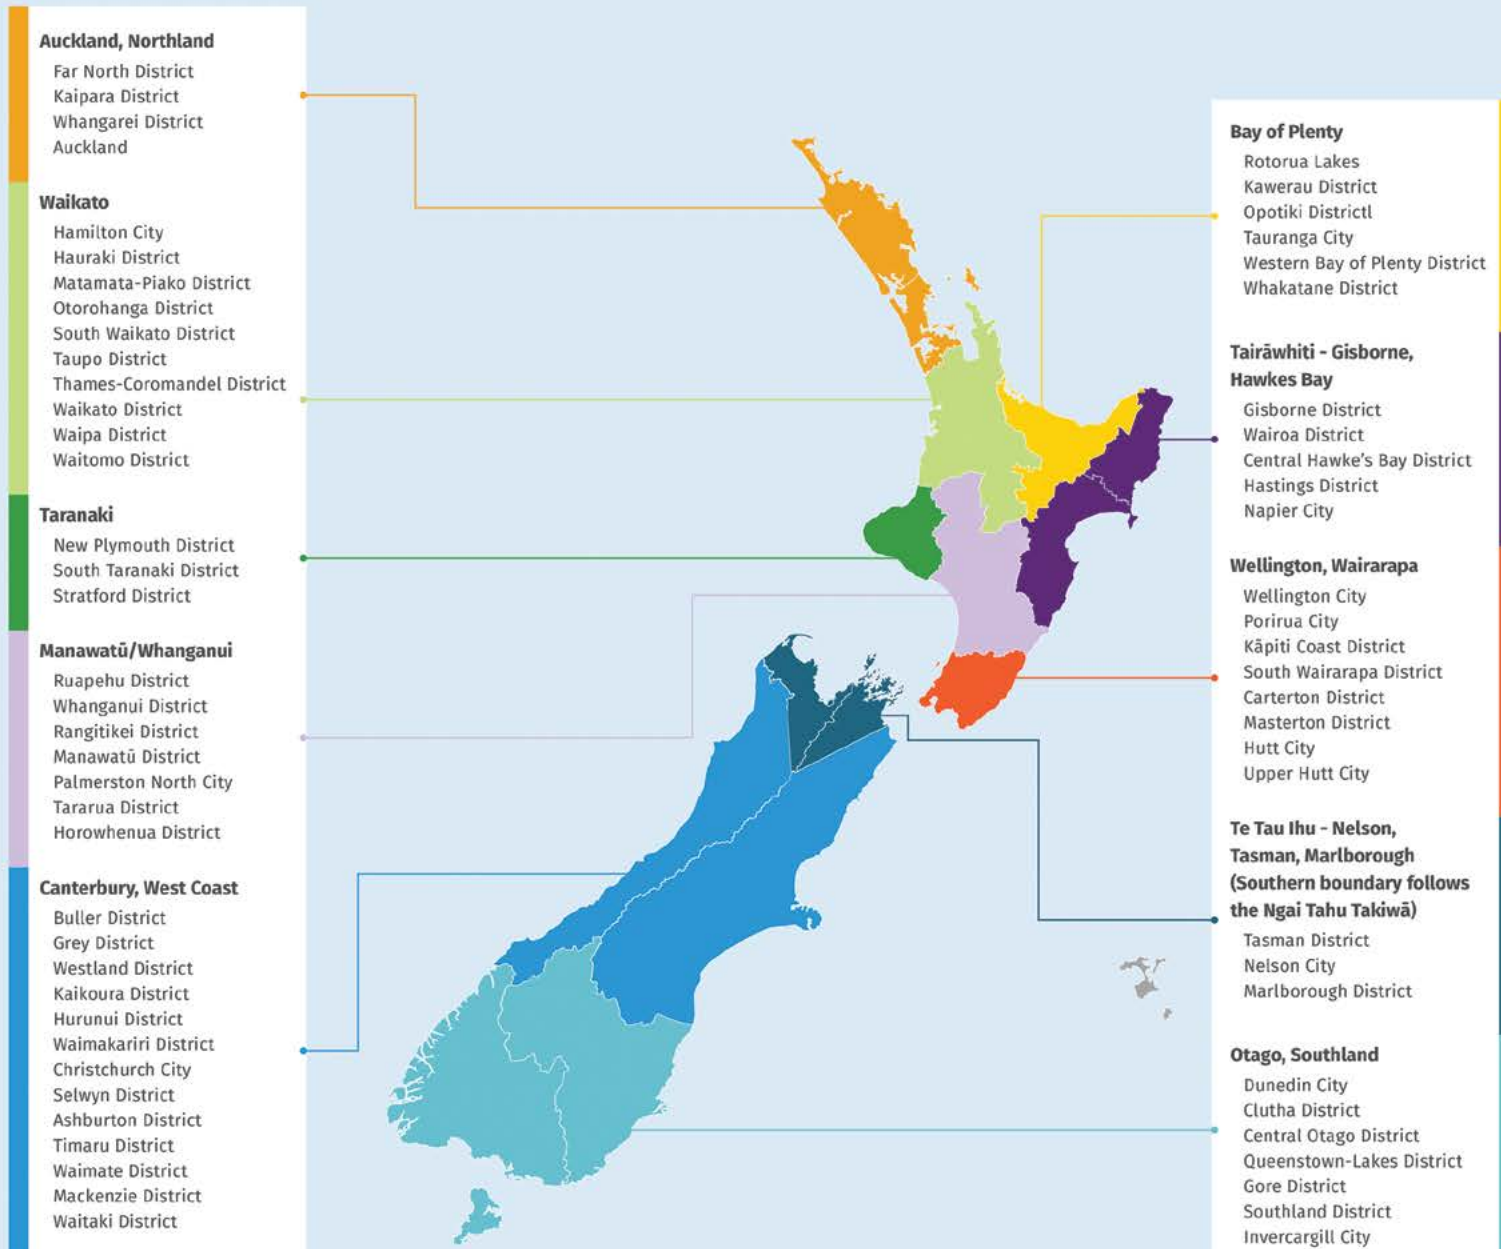 Auckland, Northland
Far North District
Kaipara District
Whangarei District
Auckland
Waikato
Hamilton City
Hauraki District
Matamata-Piako District
Otorohanga District
South Waikato District
Taupo District
Thames-Coromandel District
Waikato District
Waipa District
Waitomo District
Taranaki
New Plymouth District
South Taranaki District
Stratford District
Manawatū/Whanganui
Ruapehu District
Whanganui District
Rangitikei District
Manawatū District
Palmerston North City
Tararua District
Horowhenua District
Canterbury, West Coast
Buller District
Grey District
Westland District
Kaikoura District
Hurunui District
Waimakariri District
Christchurch City
Selwyn District
Ashburton District
Timaru District
Waimate District
Mackenzie District
Waitaki District
Bay of Plenty
Rotorua Lakes
Kawerau District
Opotiki Districtl
Tauranga City
Western Bay of Plenty District
Whakatane District
Tairāwhiti - Gisborne,
Hawkes Bay
Gisborne District
Wairoa District
Central Hawke's Bay District
Hastings District
Napier City
Wellington, Wairarapa
Wellington City
Porirua City
Kāpiti Coast District
South Wairarapa District
Carterton District
Masterton District
Hutt City
Upper Hutt City
Te Tau Ihu - Nelson,
Tasman, Marlborough
(Southern boundary follows
the Ngai Tahu Takiwā)
Tasman District
Nelson City
Marlborough District
Otago, Southland
Dunedin City
Clutha District
Central Otago District
Queenstown-Lakes District
Gore District
Southland District
Invercargill City